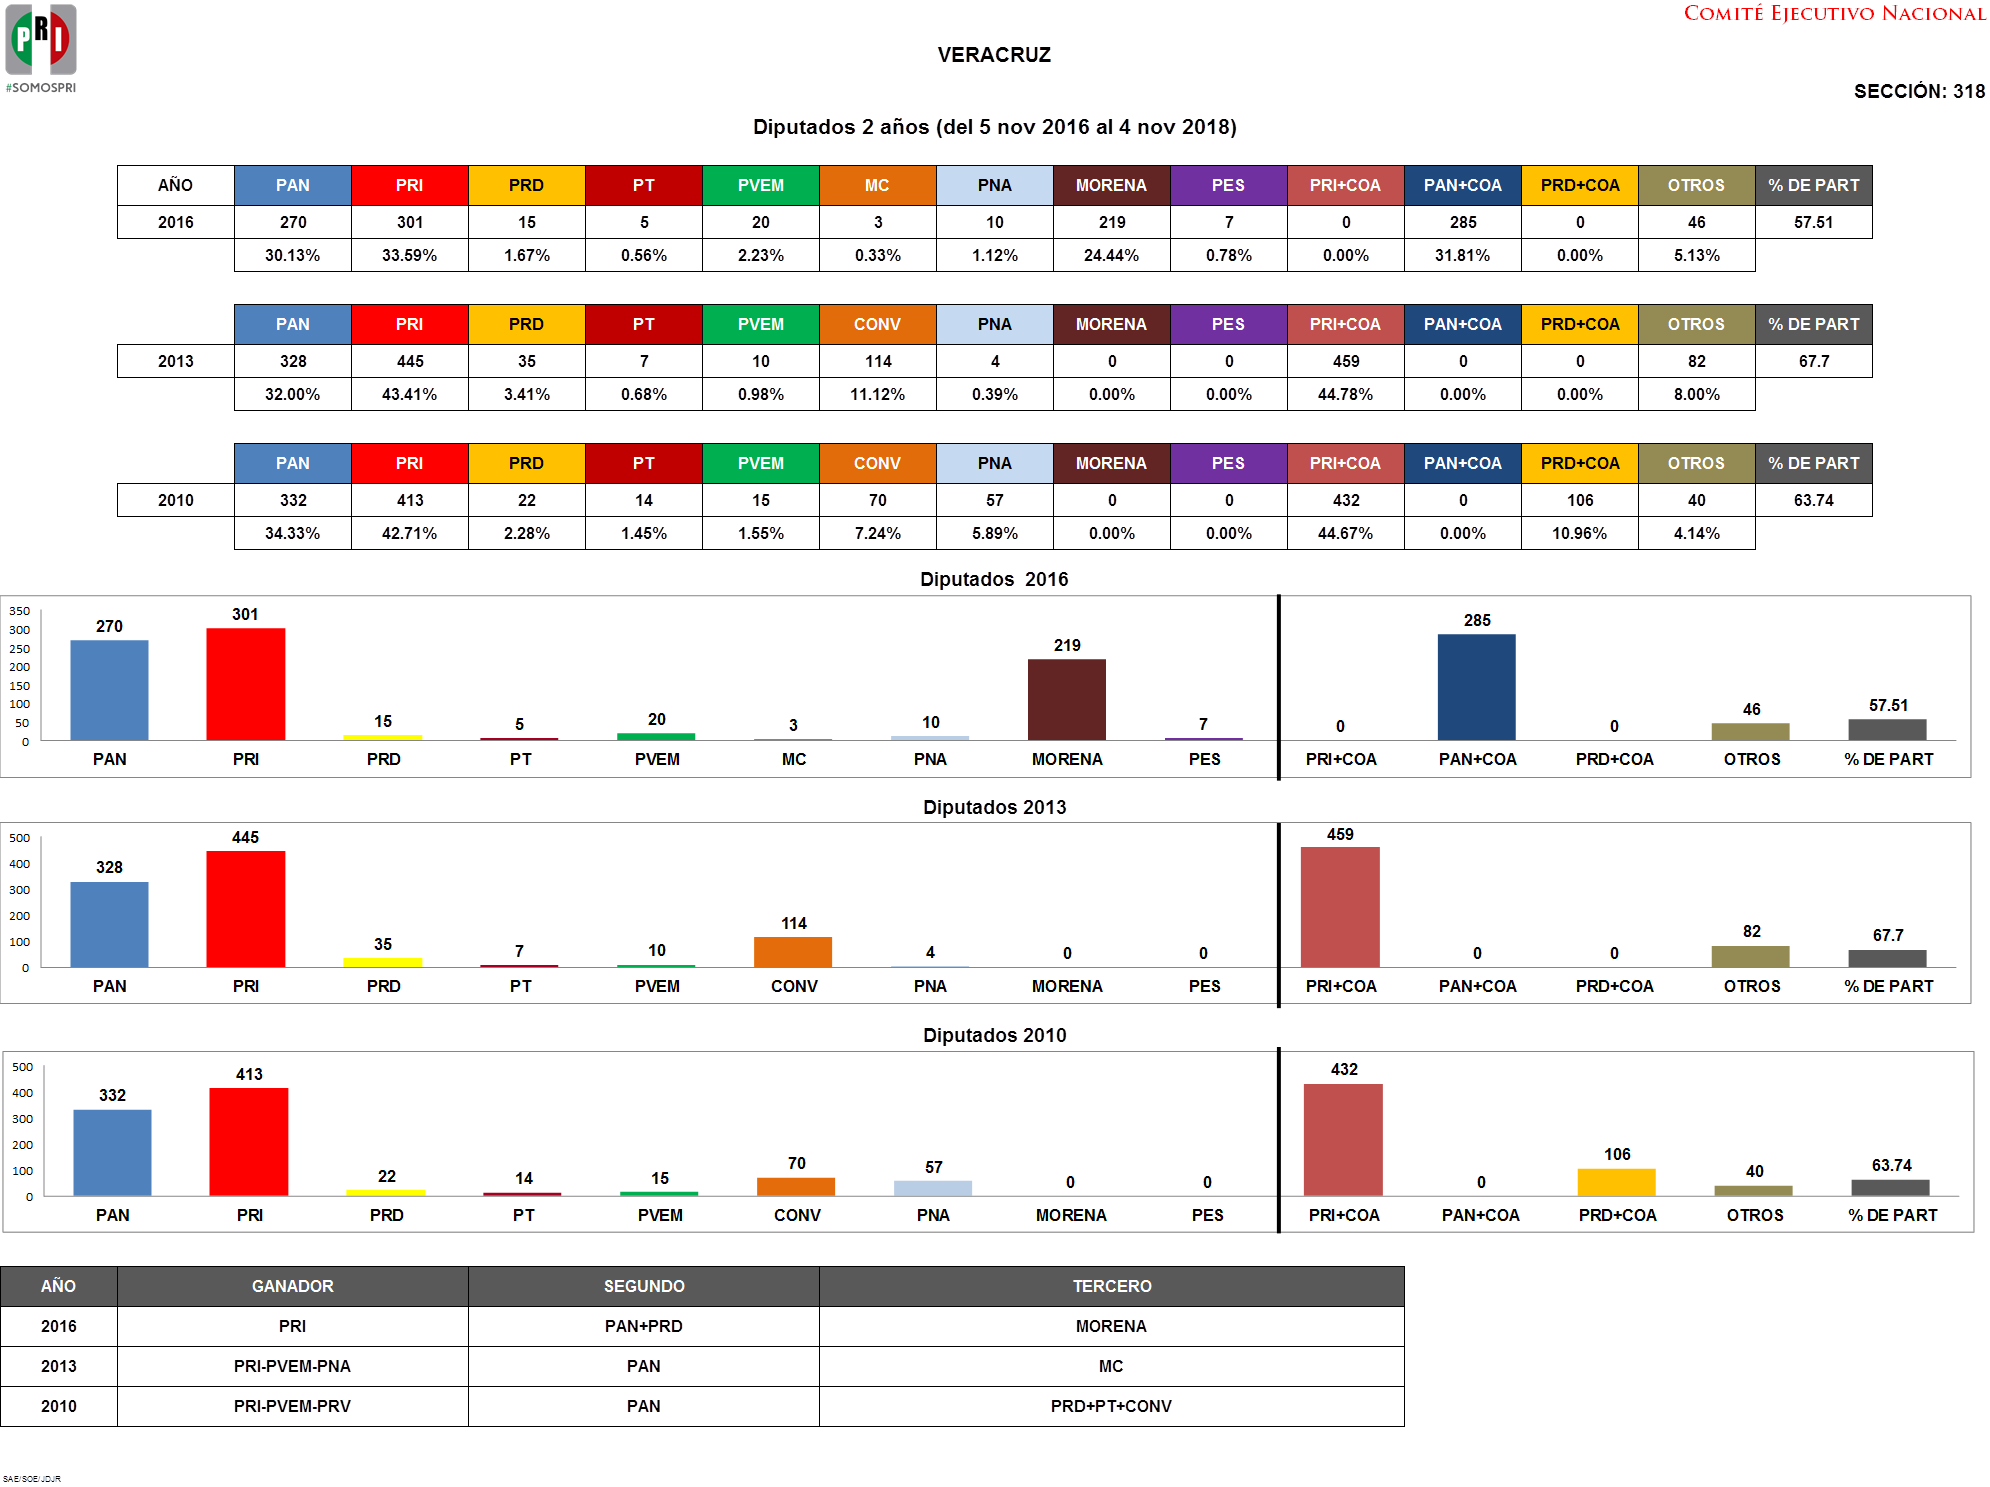 PRI
#SOMOSPRI
COMITÉ EJECUTIVO NACIONAL
VERACRUZ
SECCIÓN: 318
Diputados 2 años (del 5 nov 2016 al 4 nov 2018)
AÑO PAN PRI PRD PT PVEM MC PNA MORENA PES PRI+COA PAN+COA PRD+COA OTROS % DE PART
2016 270 301 15 5 20 3 10 219 7 0 285 0 46 57.51
30.13% 33.59% 1.67% 0.56% 2.23% 0.33% 1.12% 24.44% 0.78% 0.00% 31.81% 0.00% 5.13%
PAN PRI PRD PT PVEM CONV PNA MORENA PES PRI+COA PAN+COA PRD+COA OTROS % DE PART
2013 328 445 35 7 10 114 4 0 0 459 0 0 82 67.7
32.00% 43.41% 3.41% 0.68% 0.98% 11.12% 0.39% 0.00% 0.00% 44.78% 0.00% 0.00% 8.00%
PAN PRI PRD PT PVEM CONV PNA MORENA PES PRI+COA PAN+COA PRD+COA OTROS % DE PART
2010 332 413 22 14 15 70 57 0 0 432 0 106 40 63.74
34.33% 42.71% 2.28% 1.45% 1.55% 7.24% 5.89% 0.00% 0.00% 44.67% 0.00% 10.96% 4.14%
Diputados 2016
350
300
250
200
150
100
50
0
270 301 15 5 20 3 10 219 7 0 285 0 46 57.51
PAN PRI PRD PT PVEM MC PNA MORENA PES PRI+COA PAN+COA PRD+COA OTROS % DE PART
Diputados 2013
500
400
300
200
100
0
328 445 35 7 10 114 4 0 0 459 0 0 82 67.7
PAN PRI PRD PT PVEM CONV PNA MORENA PES PRI+COA PAN+COA PRD+COA OTROS % DE PART
Diputados 2010
500
400
300
200
100
0
332 413 22 14 15 70 57 0 0 432 0 106 40 63.74
PAN PRI PRD PT PVEM CONV PNA MORENA PES PRI+COA PAN+COA PRD+COA OTROS % DE PART
AÑO GANADOR SEGUNDO TERCERO
2016 PRI PAN+PRD MORENA
2013 PRI-PVEM-PNA PAN MC
2010 PRI-PVEM-PRV PAN PRD+PT+CONV
SAE/SOE/JDJR